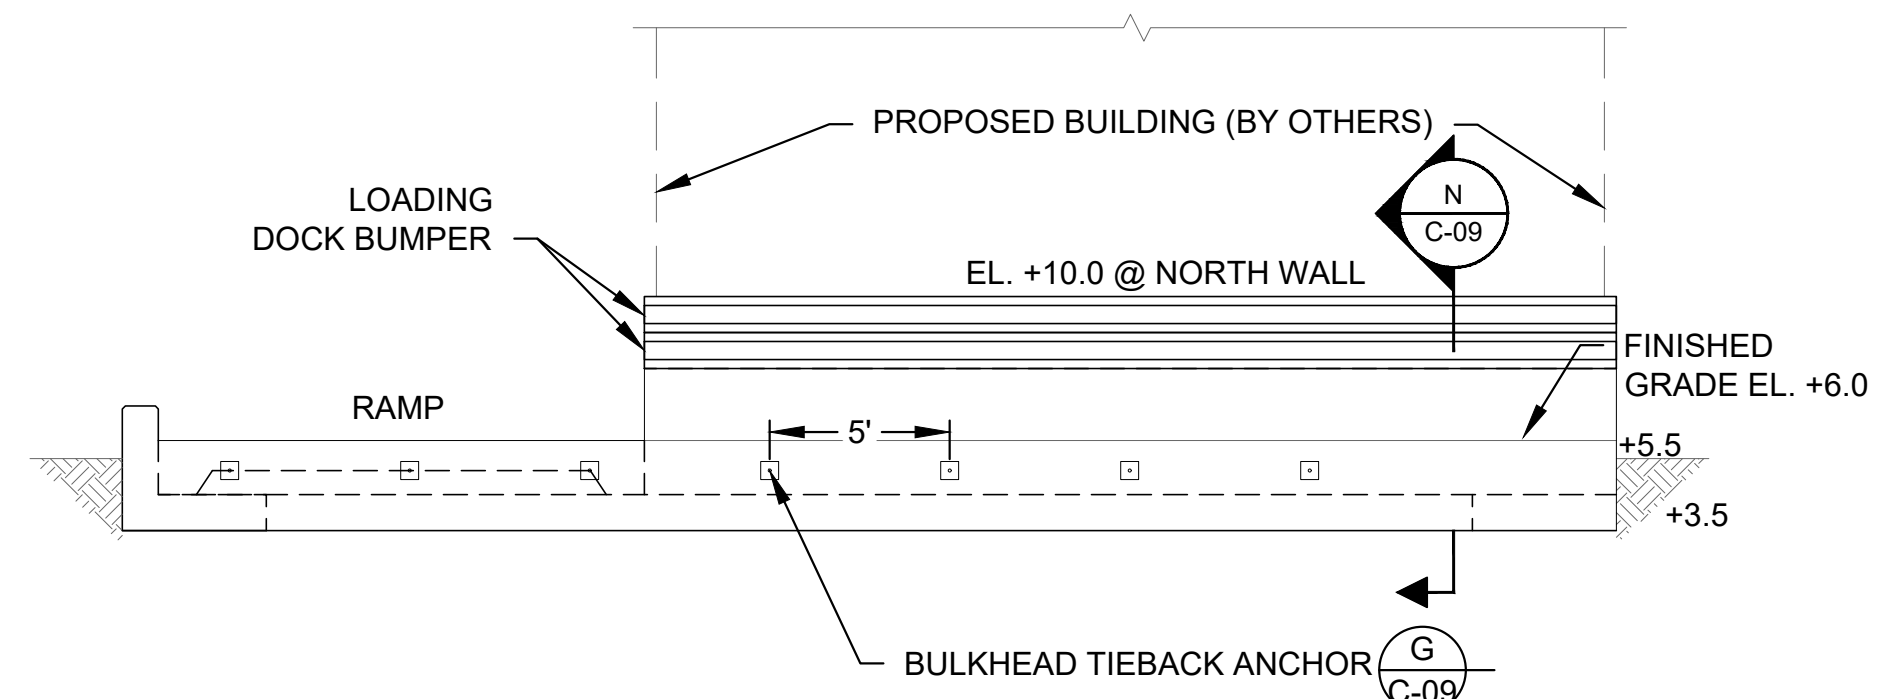 PROPOSED BUILDING (BY OTHERS)
LOADING
DOCK BUMPER
N
C-09
EL. +10.0 @ NORTH WALL
FINISHED
GRADE EL. +6.0
RAMP
5'
+5.5
+3.5
BULKHEAD TIEBACK ANCHOR
G
C-09